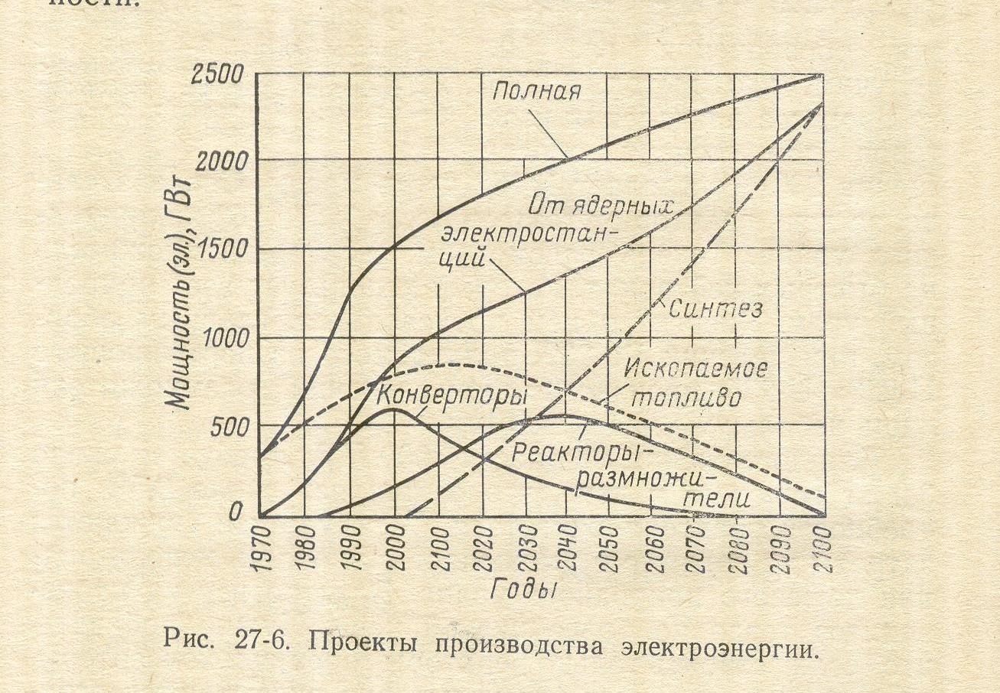 ности.
2500
2000
1500
1000
500
0
Мощность (эл.), ГВт
Полная
От ядерных
электростан-
ций
Синтез
Ископаемое
топливо
Конверторы
Реакторы-
размножи-
тели
1970 1980 1990 2000 2100 2020 2030 2040 2050 2060 2070 2080 2090 2100
Годы
Рис. 27-6. Проекты производства электроэнергии.